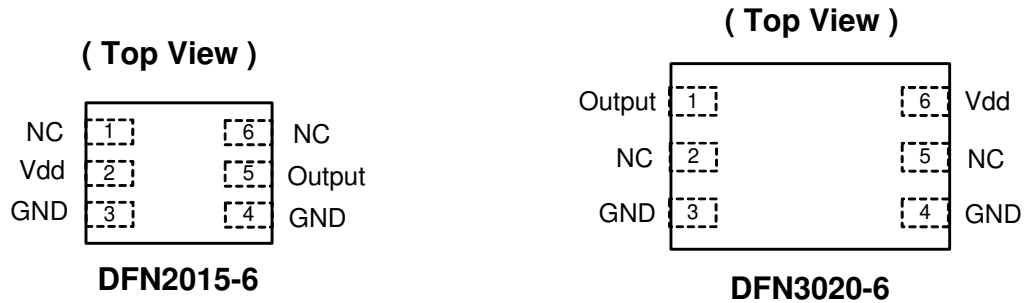 ( Top View )
NC 1 6 NC
Vdd 2 5 Output
GND 3 4 GND
DFN2015-6
( Top View )
Output 1 6 Vdd
NC 2 5 NC
GND 3 4 GND
DFN3020-6